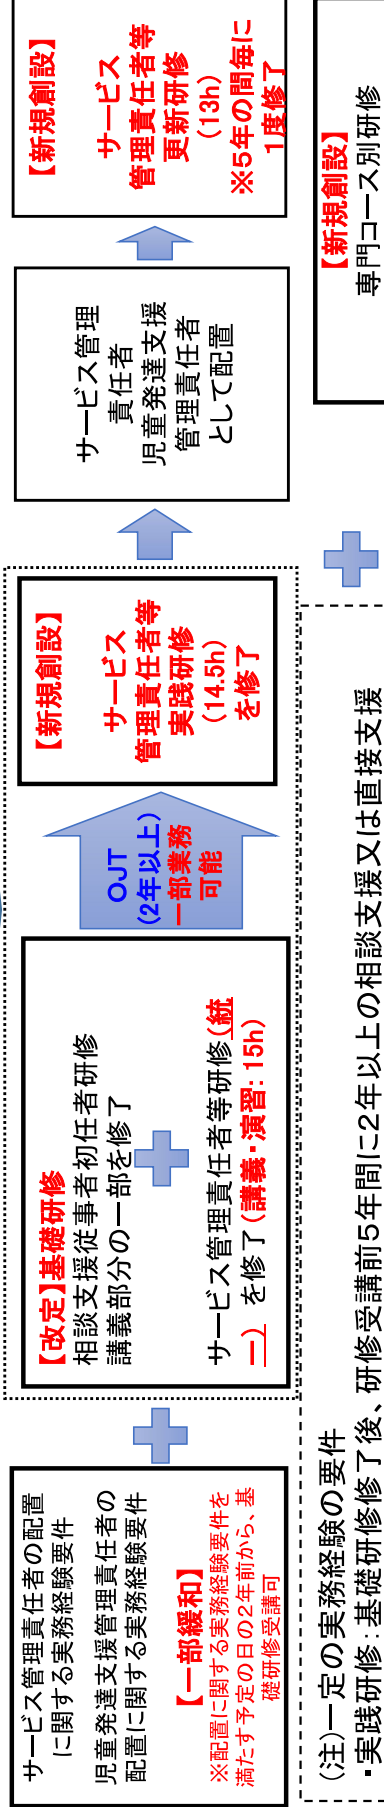 サービス管理責任者の配置
に関する実務経験要件
児童発達支援管理責任者の
配置に関する実務経験要件
【一部緩和】
※配置に関する実務経験要件を
満たす予定の日の2年前から、基
礎研修受講可
【改定】基礎研修
相談支援従事者初任者研修
講義部分の一部を修了
サービス管理責任者等研修(統
一) を修了(講義・演習:15h)
OJT
(2年以上)
一部業務
可能
【新規創設】
サービス
管理責任者等
実践研修
(14.5h)
を修了
サービス管理
責任者
児童発達支援
管理責任者
として配置
【新規創設】
サービス
管理責任者等
更新研修
(13h)
※5年の間毎に
1度修了
(注)一定の実務経験の要件
・実践研修:基礎研修修了後、研修受講前5年間に2年以上の相談支援又は直接支援
【新規創設】
専門コース別研修